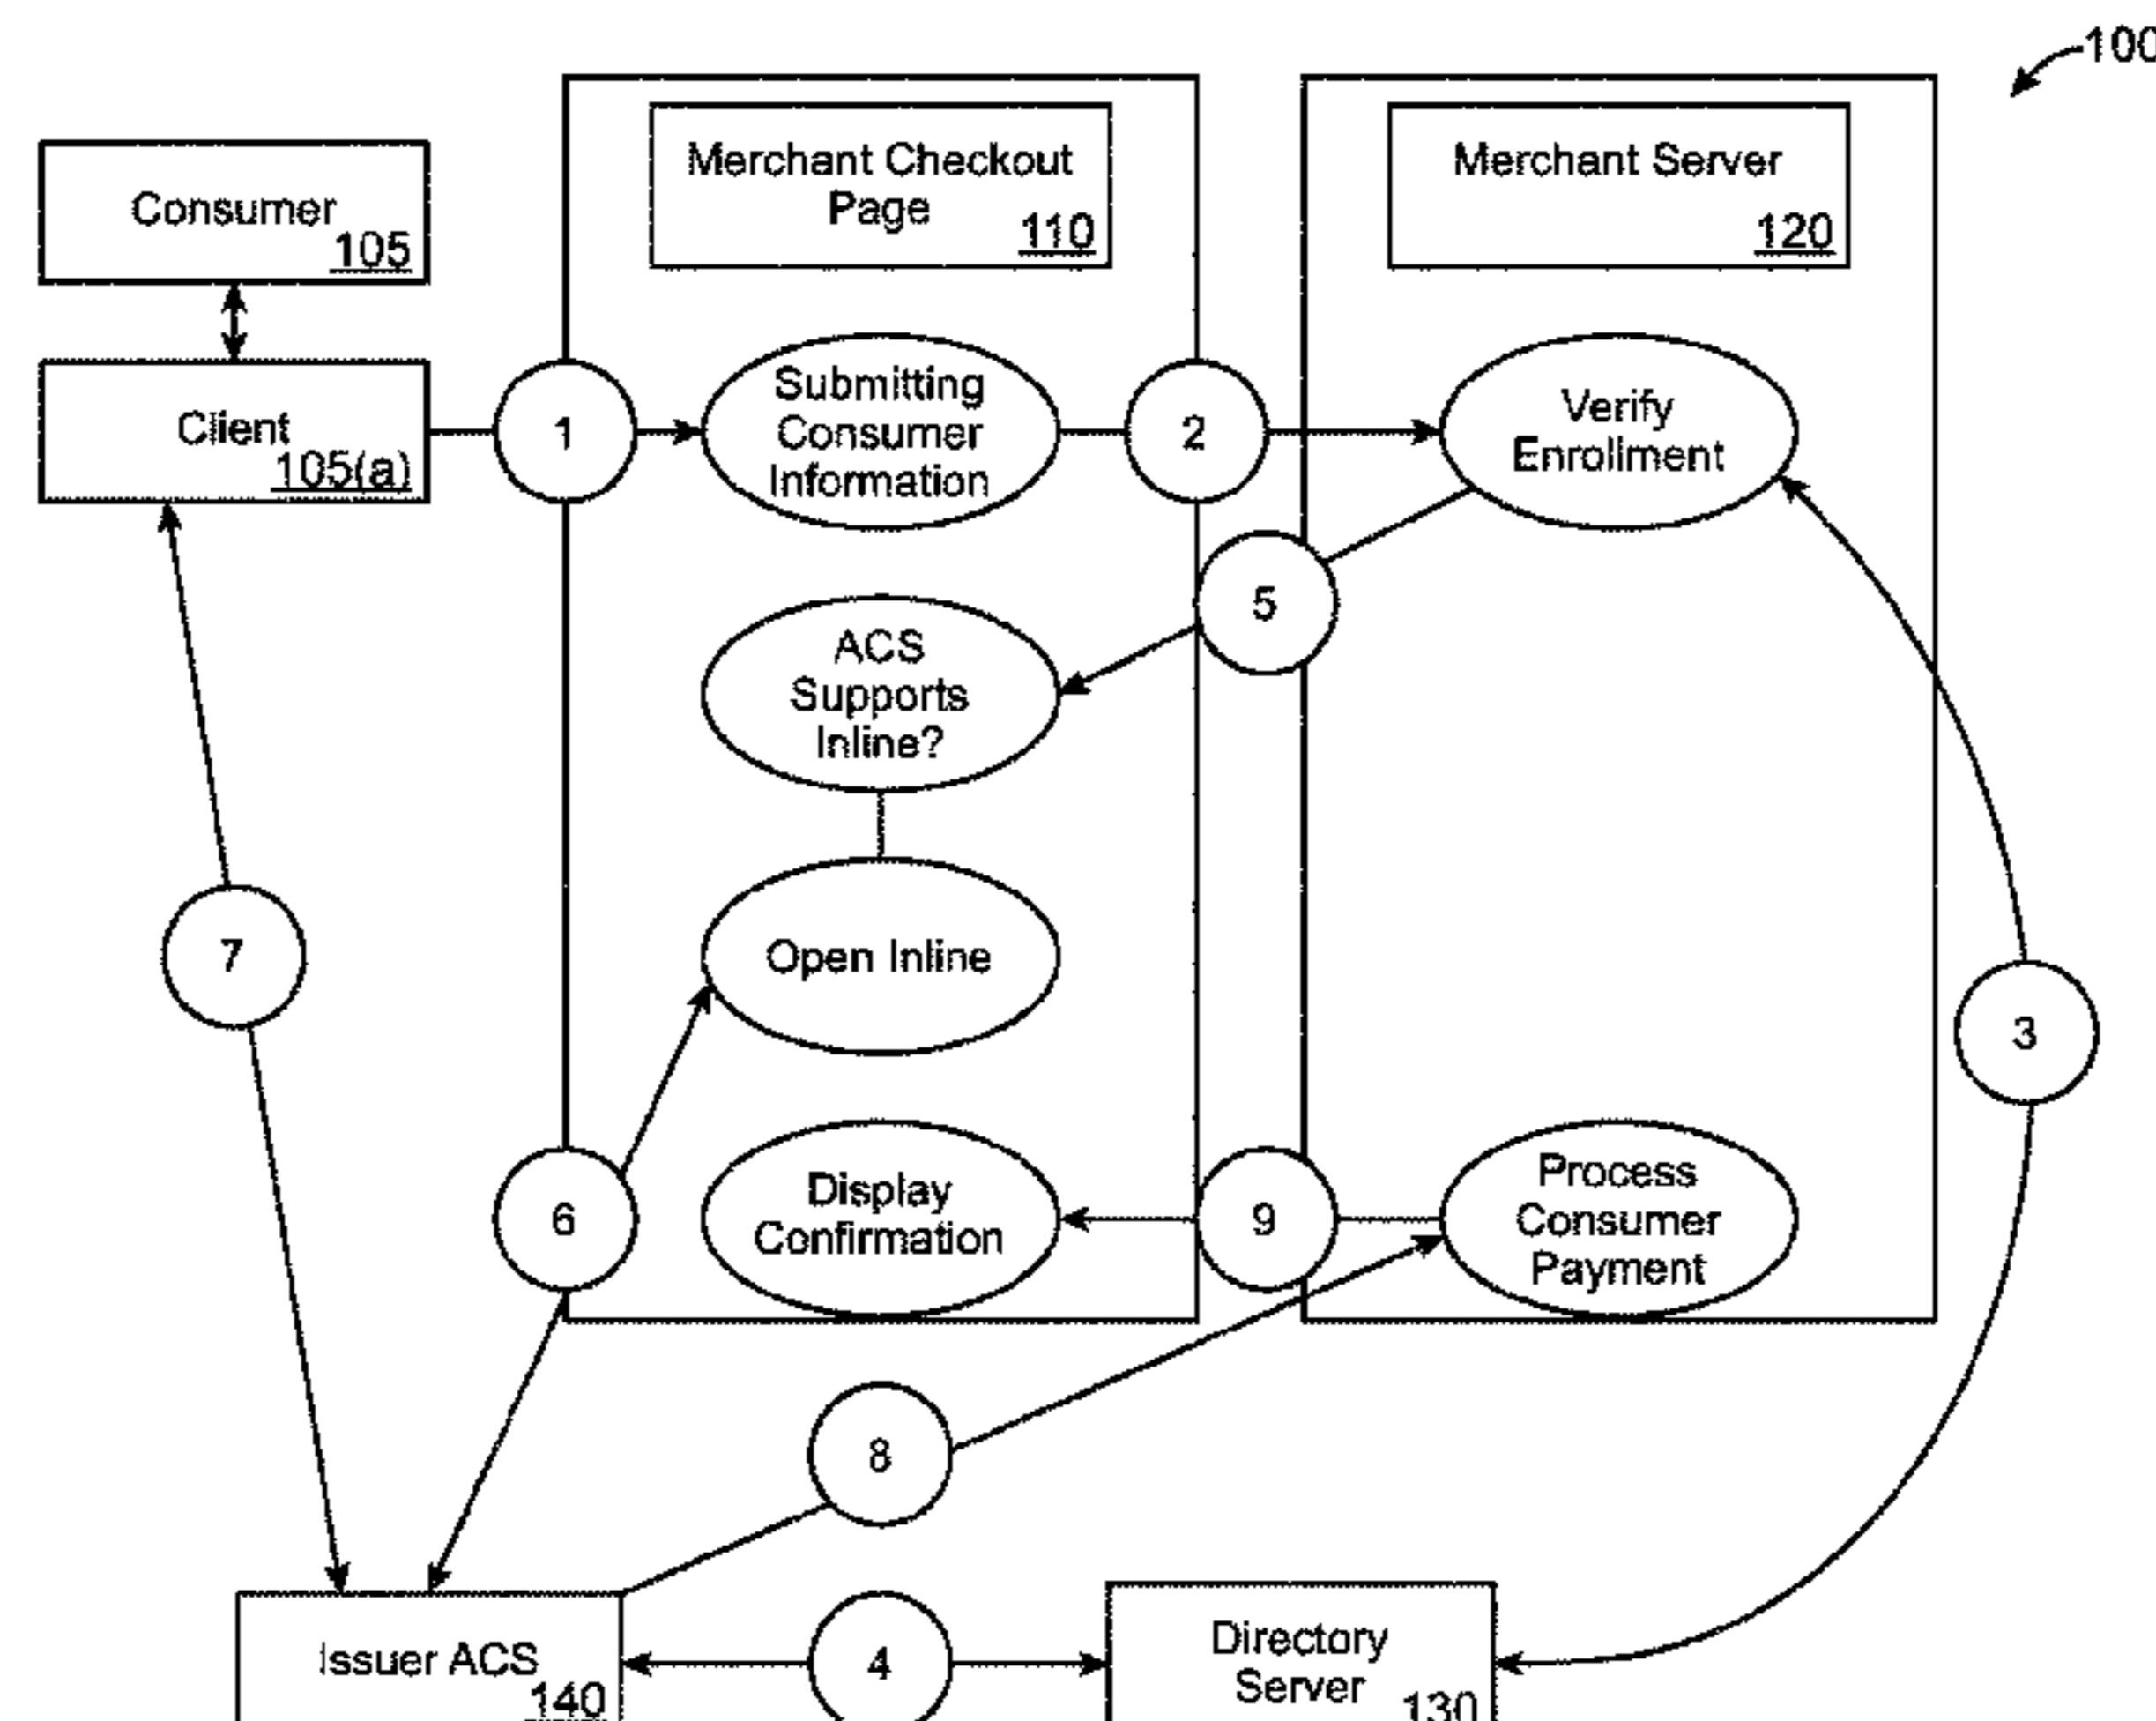 100
Merchant Checkout
Page
110
Merchant Server
120
Consumer
105
Client
105(a)
1
Submitting
Consumer
Information
2
Verify
Enrollment
5
ACS
Supports
Inline?
7
Open Inline
3
6
Display
Confirmation
9
Process
Consumer
Payment
8
Issuer ACS
140
4
Directory
Server
130